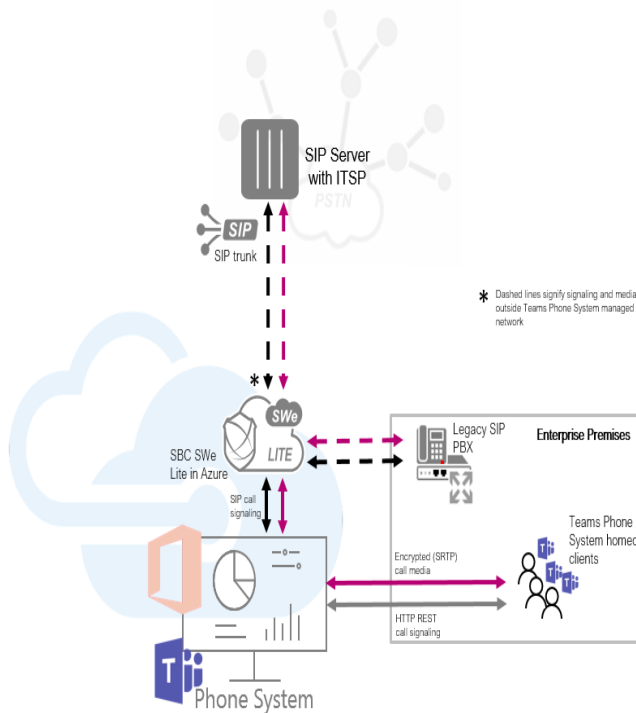 SIP Server
with ITSP
PSTN
SIP
SIP trunk
* Dashed lines signify signaling and media
outside Teams Phone System managed
network
*
SWe
LITE
SBC SWe
Lite in Azure
Legacy SIP
PBX
Enterprise Premises
SIP call
signaling
Teams Phone
System homed
clients
Encrypted (SRTP)
call media
HTTP REST
call signaling
T
Phone System